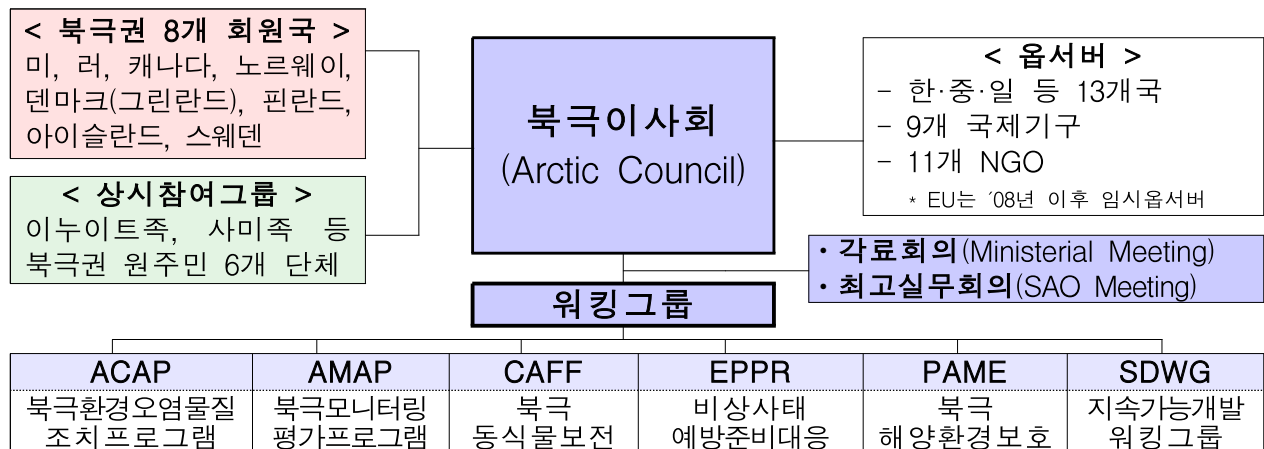 < 북극권 8개 회원국 >
미, 러, 캐나다, 노르웨이,
덴마크(그린란드), 핀란드,
아이슬란드, 스웨덴
< 상시참여그룹 >
이누이트족, 사미족 등
북극권 원주민 6개 단체
북극이사회
(Arctic Council)
< 옵서버 >
- 한·중·일 등 13개국
- 9개 국제기구
- 11개 NGO
* EU는 ´08년 이후 임시옵서버
· 각료회의(Ministerial Meeting)
· 최고실무회의(SAO Meeting)
워킹그룹
ACAP
북극환경오염물질
조치프로그램
AMAP
북극모니터링
평가프로그램
CAFF
북극
동식물보전
EPPR
비상사태
예방준비대응
PAME
북극
해양환경보호
SDWG
지속가능개발
워킹그룹